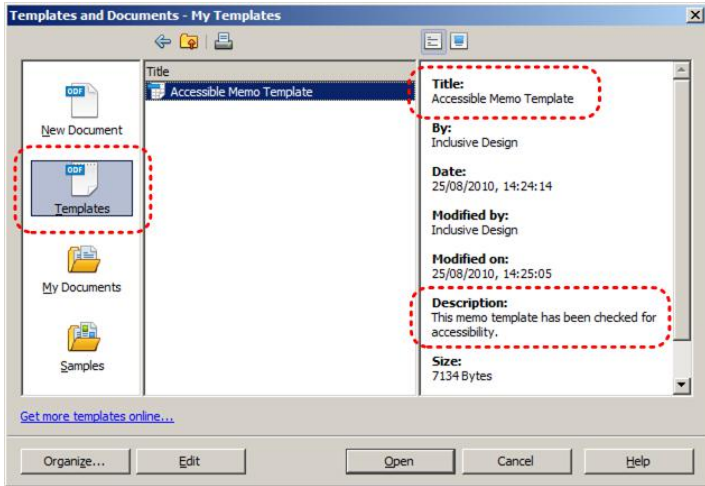 Templates and Documents - My Templates
Title
Accessible Memo Template
ODF
New Document
ODF
Templates
My Documents
Samples
Title:
Accessible Memo Template
By:
Inclusive Design
Date:
25/08/2010, 14:24:14
Modified by:
Inclusive Design
Modified on:
25/08/2010, 14:25:05
Description:
This memo template has been checked for
accessibility.
Size:
7134 Bytes
Get more templates online...
Organize...
Edit
Open
Cancel
Help